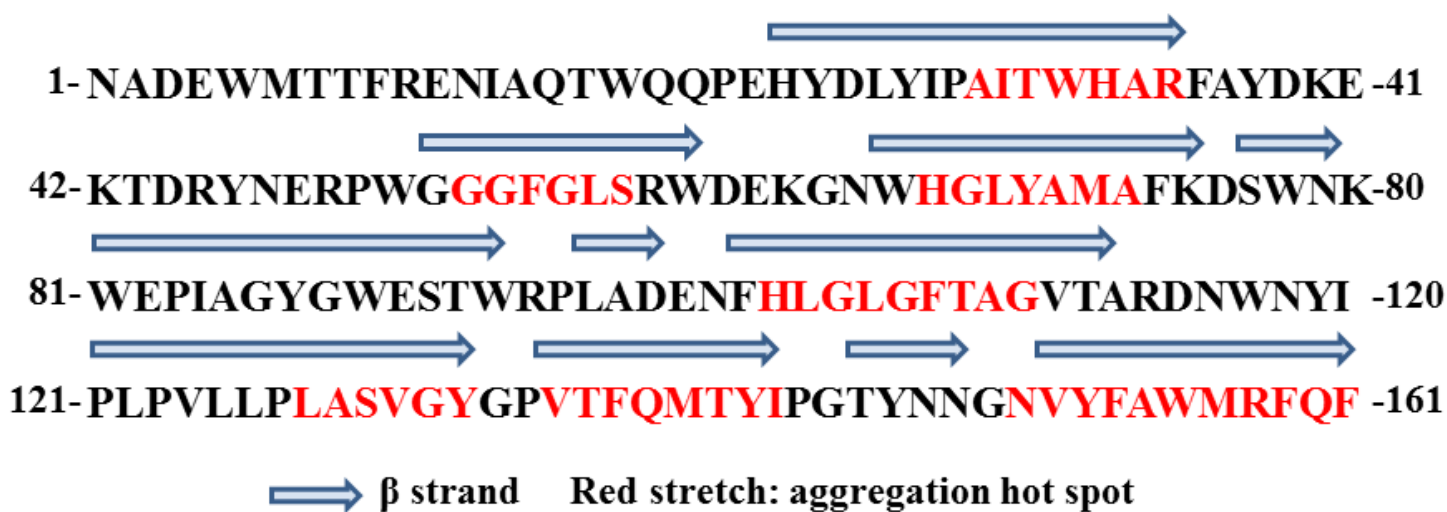 1- NADEWMTTFRENIAQTWQQPEHYDLYIPAITWHARFAYDKE -41
42- KTDRYNERPWGGGFGLSRWDEKGNWHGLYAMAFKDSWNK -80
81- WEPIAGYGWESTWRPLADENFHLGLGFTAGVTARDNWNYI -120
121- PLPVLLPLASVGYGPVTFQMTYIPGTYNNGNVYFAWMRFQF -161
β strand Red stretch: aggregation hot spot